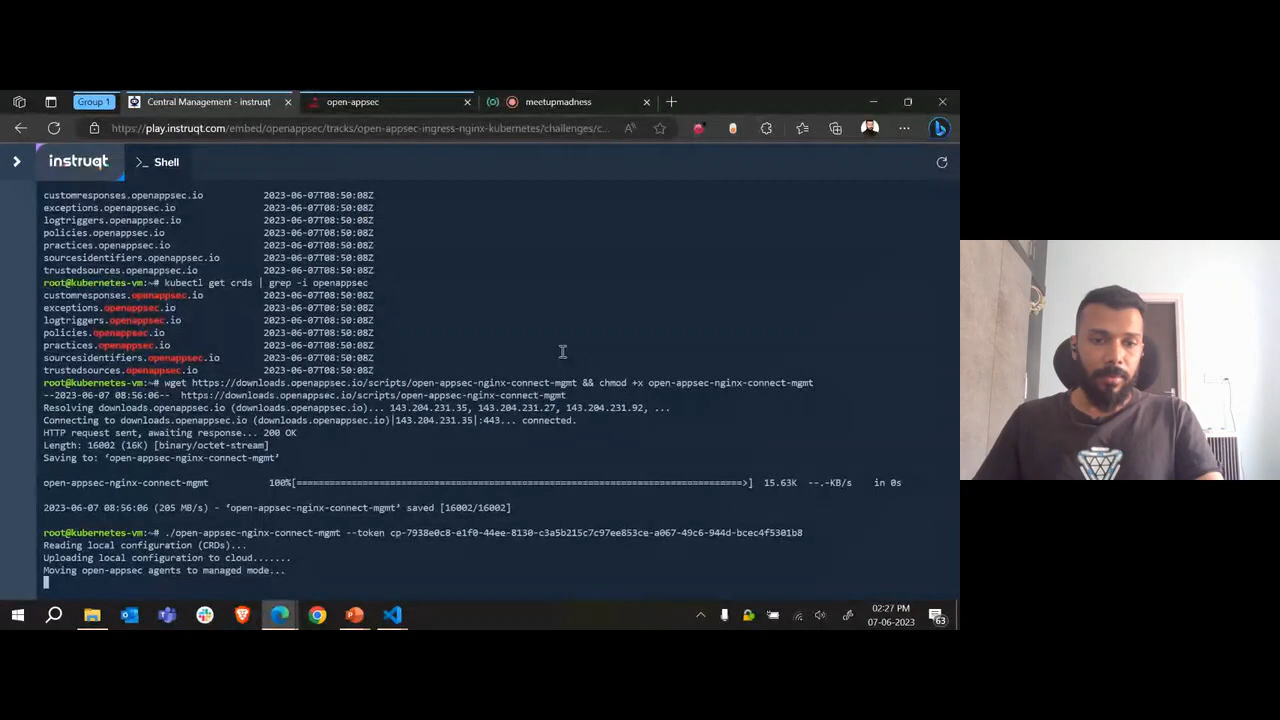 Group 1
Central Management - instruqt
open-appsec
meetupmadness
https://play.instruqt.com/embed/openappsec/tracks/open-appsec-ingress-nginx-kubernetes/challenges/c...
instruqt
>_ Shell
customresponses.openappsec.io 2023-06-07T08:50:08Z
exceptions.openappsec.io 2023-06-07T08:50:08Z
logtriggers.openappsec.io 2023-06-07T08:50:08Z
policies.openappsec.io 2023-06-07T08:50:08Z
practices.openappsec.io 2023-06-07T08:50:08Z
sourcesidentifiers.openappsec.io 2023-06-07T08:50:08Z
trustedsources.openappsec.io 2023-06-07T08:50:08Z
root@kubernetes-vm:~# kubectl get crds | grep -i openappsec
customresponses.openappsec.io 2023-06-07T08:50:08Z
exceptions.openappsec.io 2023-06-07T08:50:08Z
logtriggers.openappsec.io 2023-06-07T08:50:08Z
policies.openappsec.io 2023-06-07T08:50:08Z
practices.openappsec.io 2023-06-07T08:50:08Z
sourcesidentifiers.openappsec.io 2023-06-07T08:50:08Z
trustedsources.openappsec.io 2023-06-07T08:50:08Z
root@kubernetes-vm:~# wget https://downloads.openappsec.io/scripts/open-appsec-nginx-connect-mgmt && chmod +x open-appsec-nginx-connect-mgmt
--2023-06-07 08:56:06-- https://downloads.openappsec.io/scripts/open-appsec-nginx-connect-mgmt
Resolving downloads.openappsec.io (downloads.openappsec.io)... 143.204.231.35, 143.204.231.27, 143.204.231.92, ...
Connecting to downloads.openappsec.io (downloads.openappsec.io)|143.204.231.35|:443... connected.
HTTP request sent, awaiting response... 200 OK
Length: 16002 (16K) [binary/octet-stream]
Saving to: ‘open-appsec-nginx-connect-mgmt’
open-appsec-nginx-connect-mgmt 100%[=================================================================================>] 15.63K --.-KB/s in 0s
2023-06-07 08:56:06 (205 MB/s) - ‘open-appsec-nginx-connect-mgmt’ saved [16002/16002]
root@kubernetes-vm:~# ./open-appsec-nginx-connect-mgmt --token cp-7938e0c8-e1f0-44ee-8130-c3a5b215c7c97ee853ce-a067-49c6-944d-bcec4f5301b8
Reading local configuration (CRDs)...
Uploading local configuration to cloud.......
Moving open-appsec agents to managed mode...
02:27 PM
07-06-2023
63